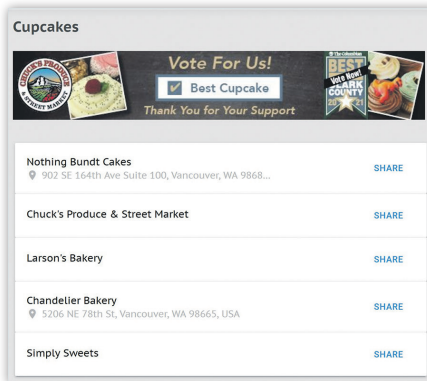 Cupcakes
CHUCK'S PRODUCE
& STREET MARKET
Vote For Us!
Best Cupcake
Thank You for Your Support
The Columbian
BEST
Vote Now!
CLARK
COUNTY
2021
Nothing Bundt Cakes
902 SE 164th Ave Suite 100, Vancouver, WA 9868...
SHARE
Chuck's Produce & Street Market
SHARE
Larson's Bakery
SHARE
Chandelier Bakery
5206 NE 78th St, Vancouver, WA 98665, USA
SHARE
Simply Sweets
SHARE